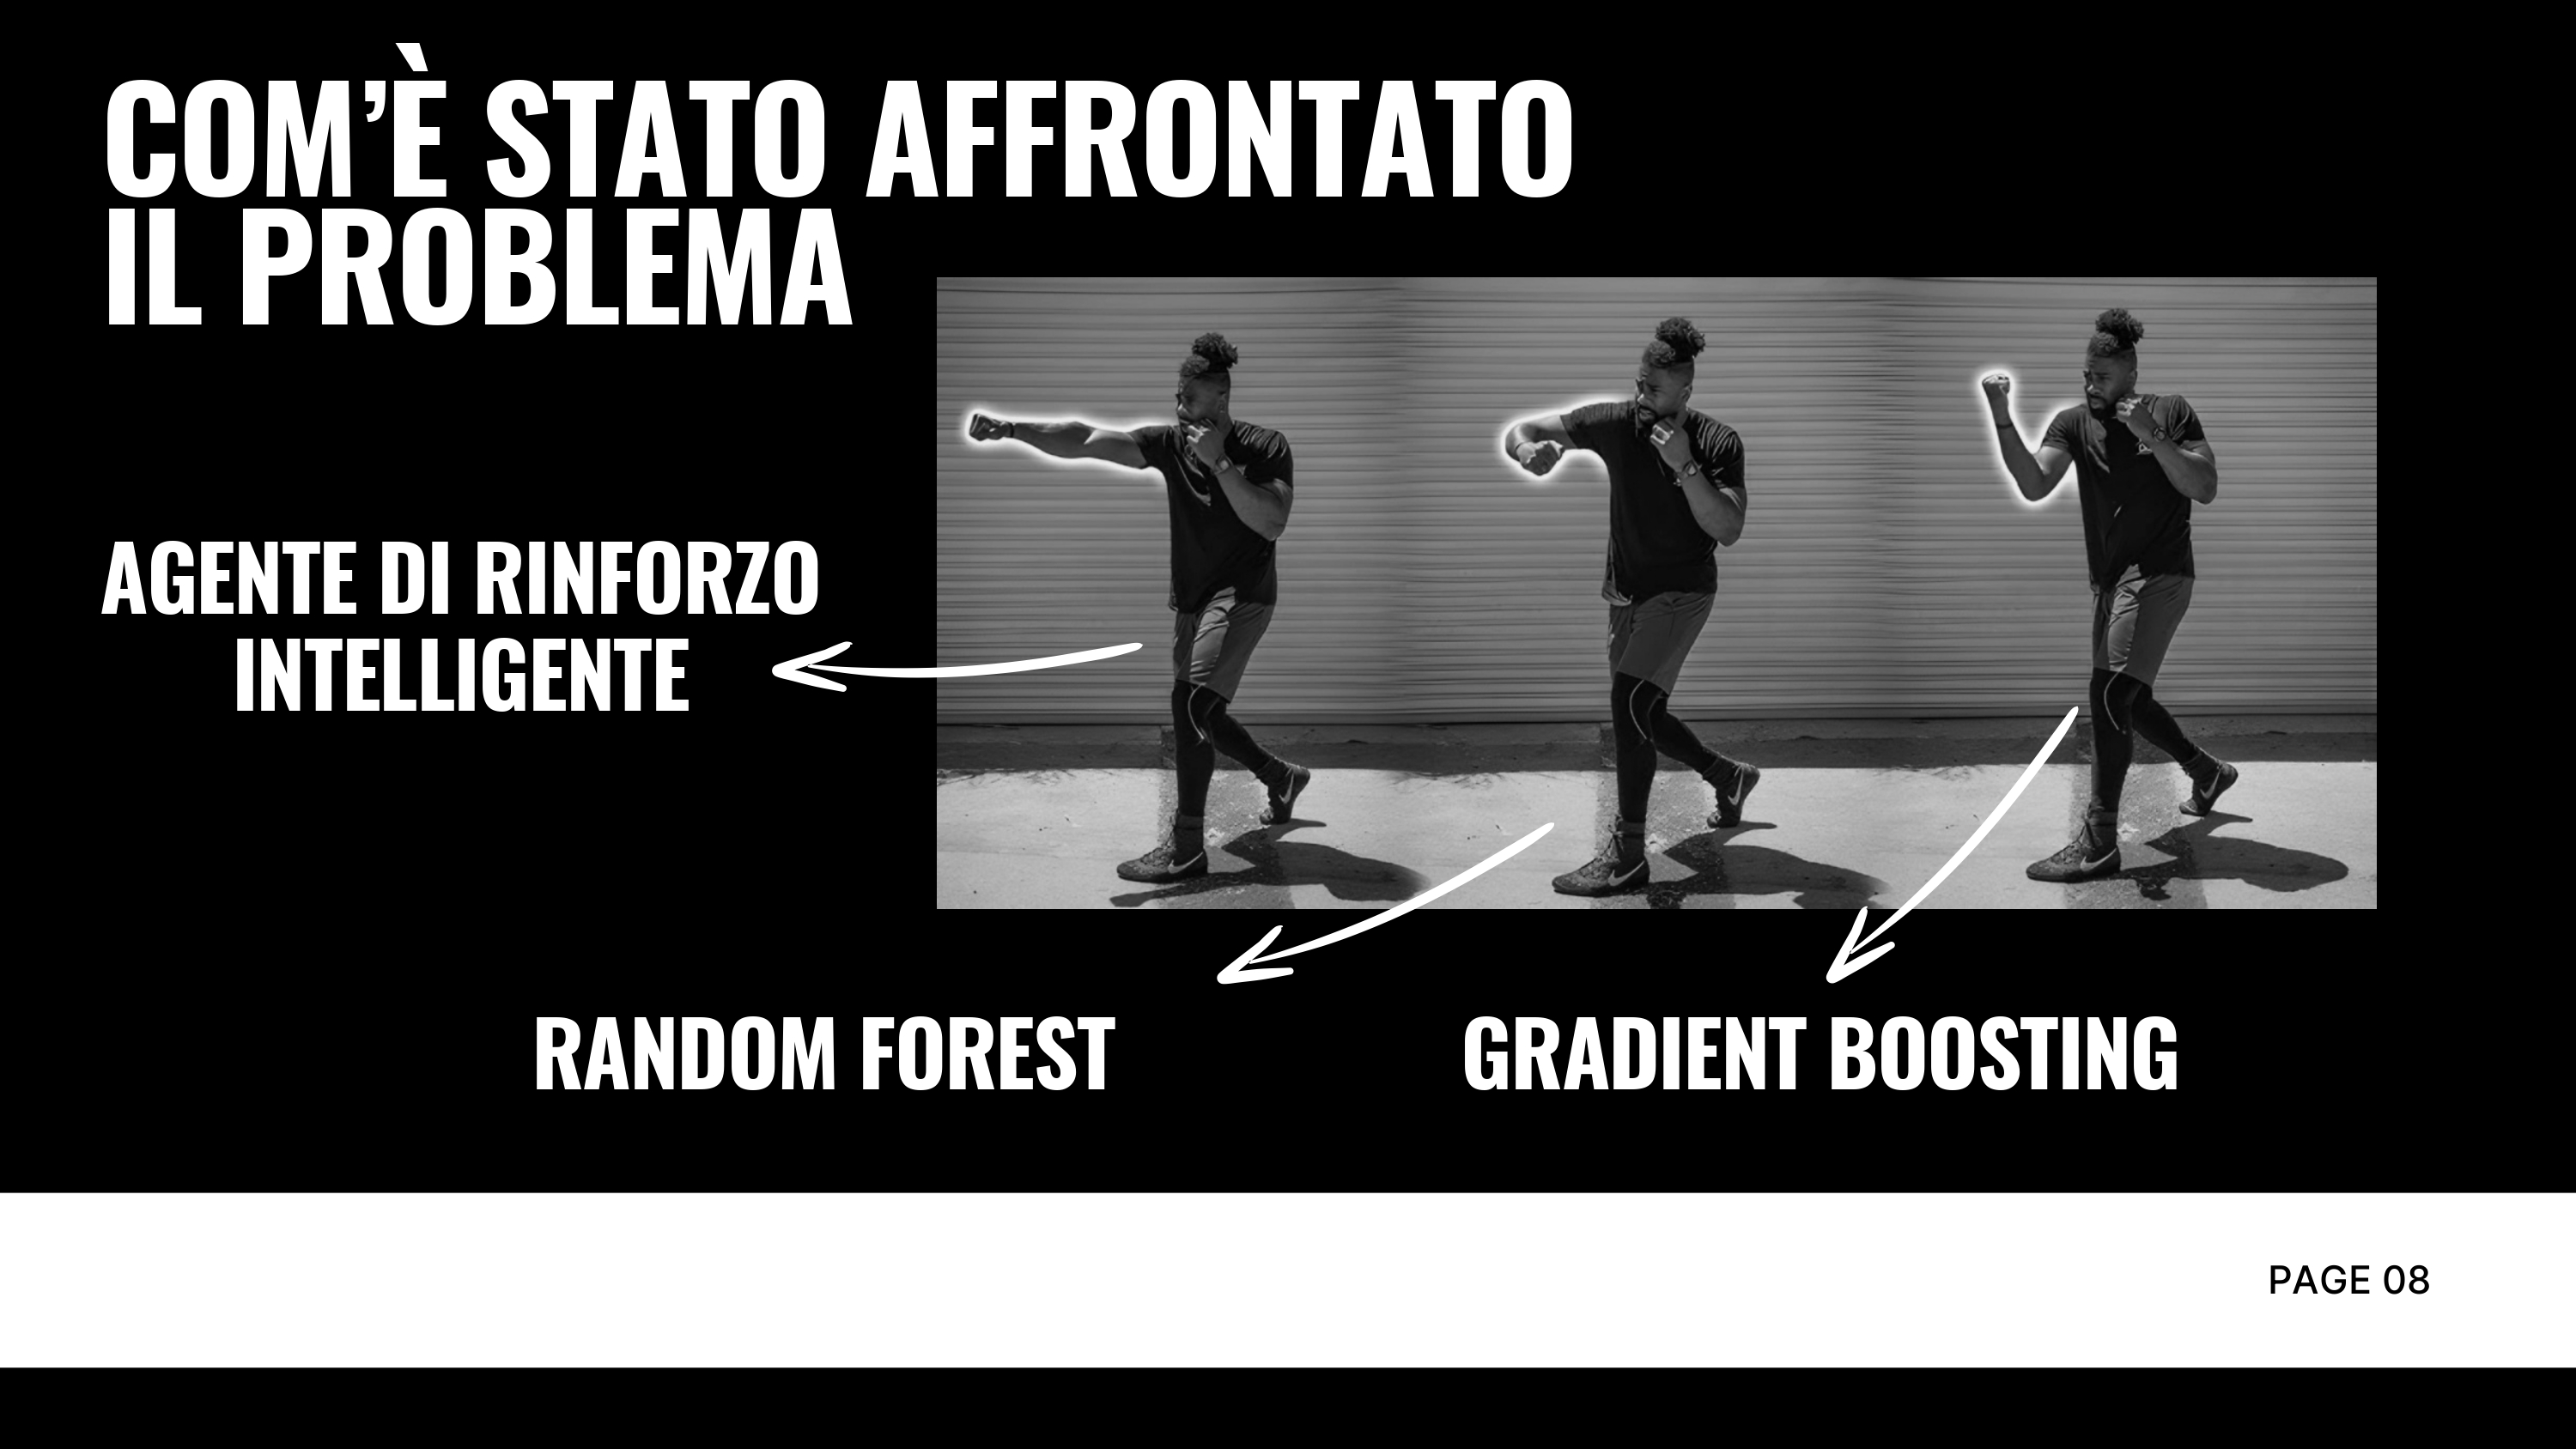 COM’È STATO AFFRONTATO
IL PROBLEMA
AGENTE DI RINFORZO
INTELLIGENTE
RANDOM FOREST
GRADIENT BOOSTING
PAGE 08